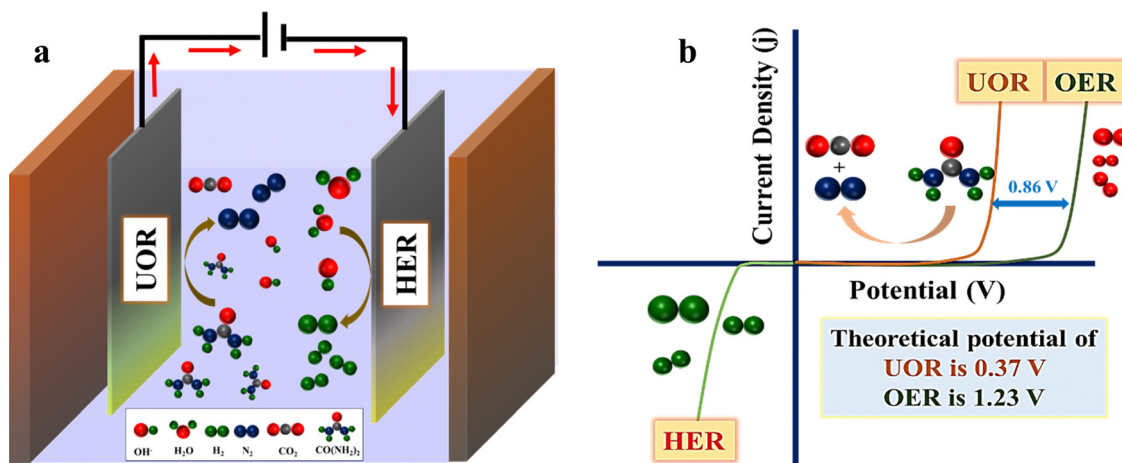 a
UOR
HER
OH-
H2O
H2
N2
CO2
CO(NH2)2
b
Current Density (j)
UOR
OER
+
0.86 V
Potential (V)
Theoretical potential of
UOR is 0.37 V
OER is 1.23 V
HER